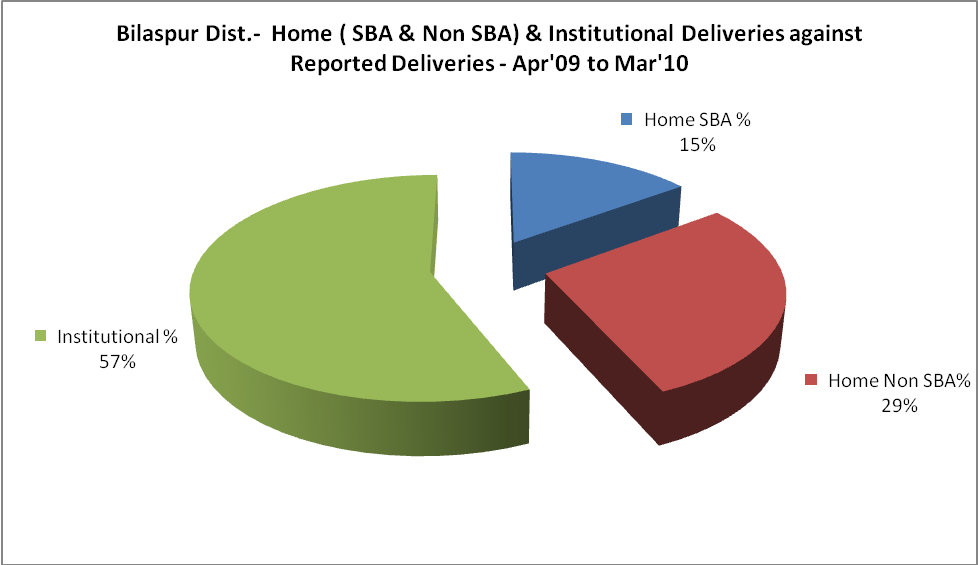 Bilaspur Dist.- Home ( SBA & Non SBA) & Institutional Deliveries against
Reported Deliveries - Apr'09 to Mar'10
Home SBA %
15%
Institutional %
57%
Home Non SBA%
29%